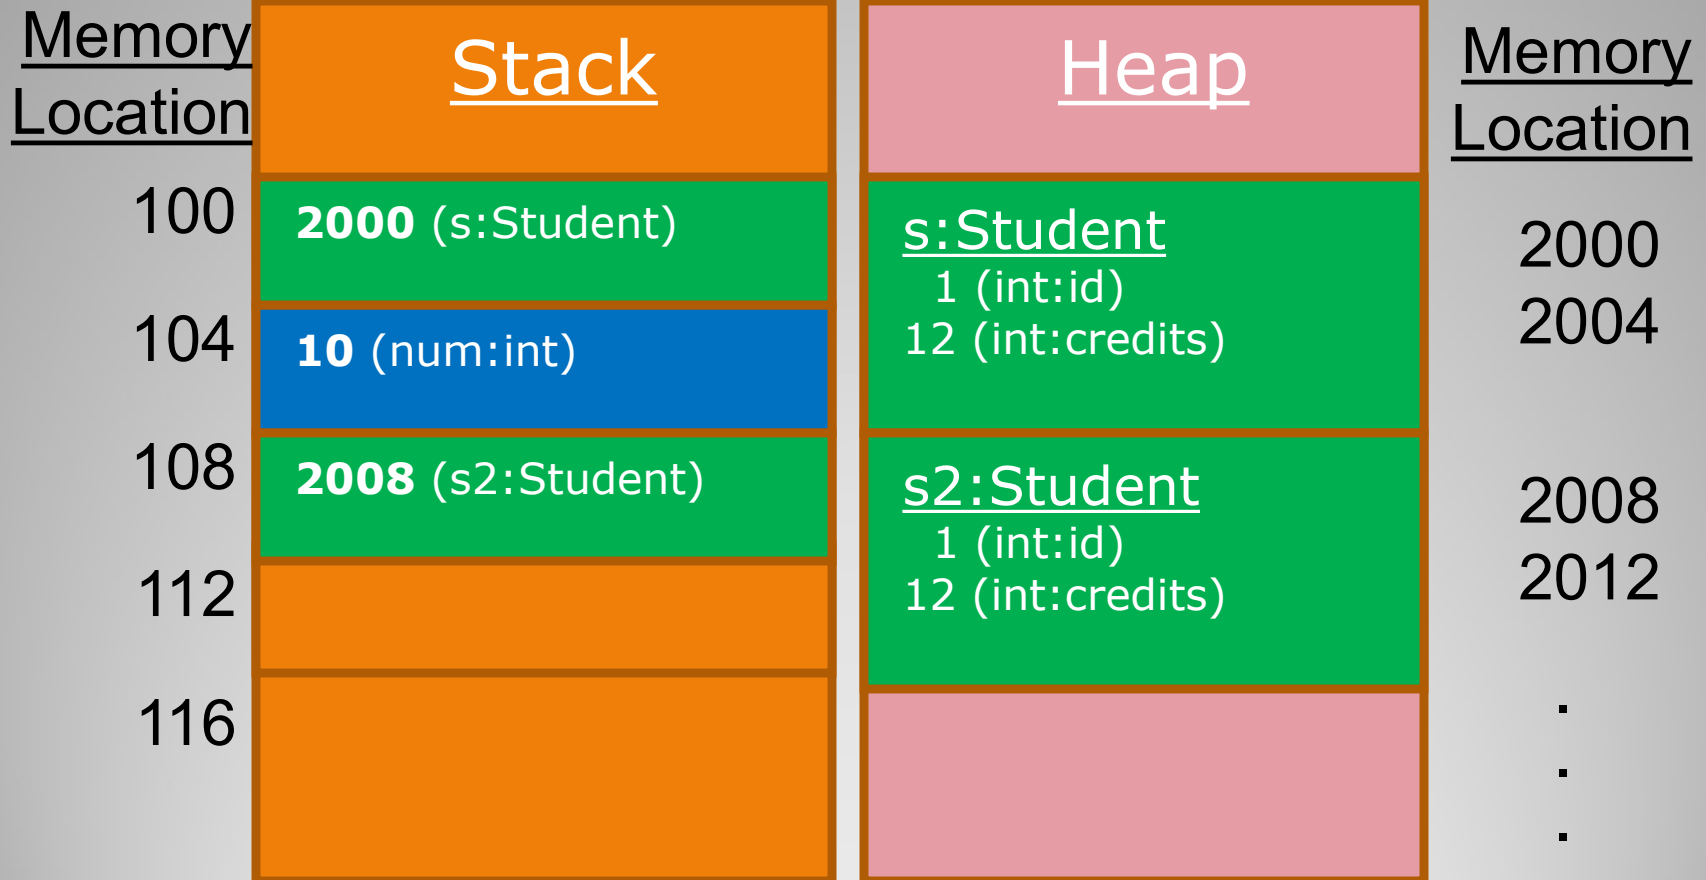 Memory
Location
100
104
108
112
116
Stack
2000 (s:Student)
10 (num:int)
2008 (s2:Student)
Heap
s:Student
1 (int:id)
12 (int:credits)
s2:Student
1 (int:id)
12 (int:credits)
Memory
Location
2000
2004
2008
2012
.
.
.